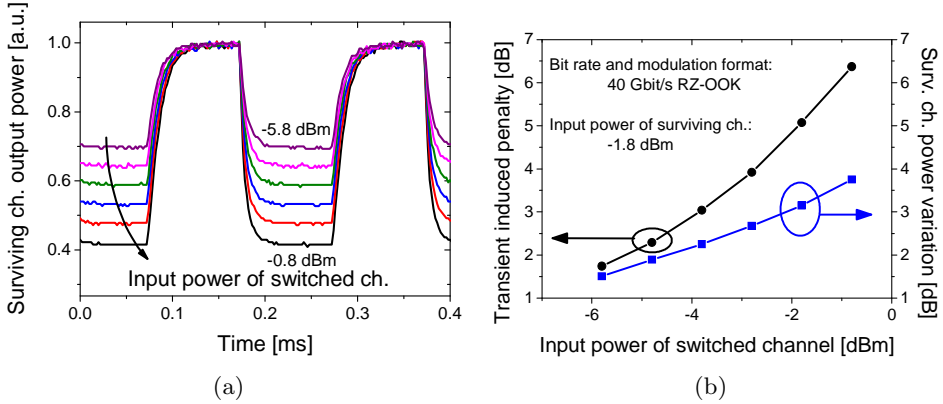 Surviving ch. output power [a.u.]
1.0
0.8
0.6
0.4
-5.8 dBm
-0.8 dBm
Input power of switched ch.
0.0 0.1 0.2 0.3 0.4
Time [ms]
(a)
Transient induced penalty [dB]
7
6
5
4
3
2
1
Bit rate and modulation format:
40 Gbit/s RZ-OOK
Input power of surviving ch.:
-1.8 dBm
-6 -4 -2 0
Input power of switched channel [dBm]
7
6
5
4
3
2
1
Surv. ch. power variation [dB]
(b)